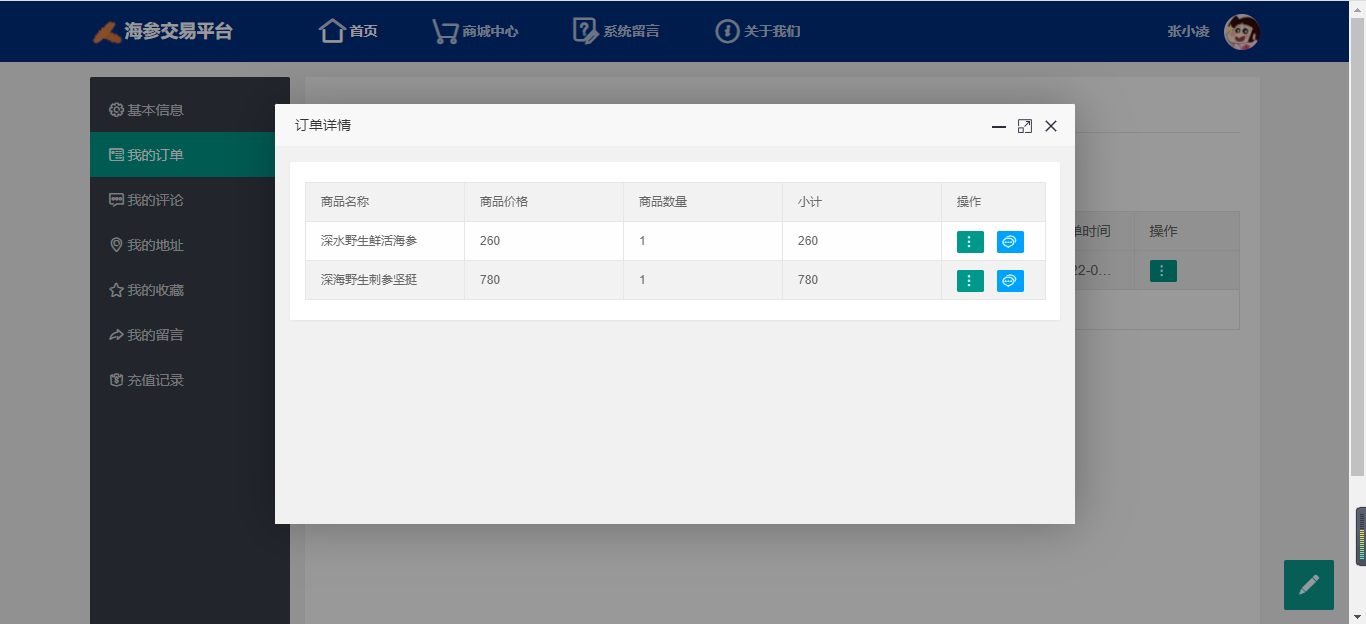 海参交易平台 首页 商城中心 系统留言 关于我们 张小凌
基本信息
我的订单
我的评论
我的地址
我的收藏
我的留言
充值记录
订单详情
商品名称 商品价格 商品数量 小计 操作
深水野生鲜活海参 260 1 260
深海野生刺参坚挺 780 1 780
单时间 操作
22-0...